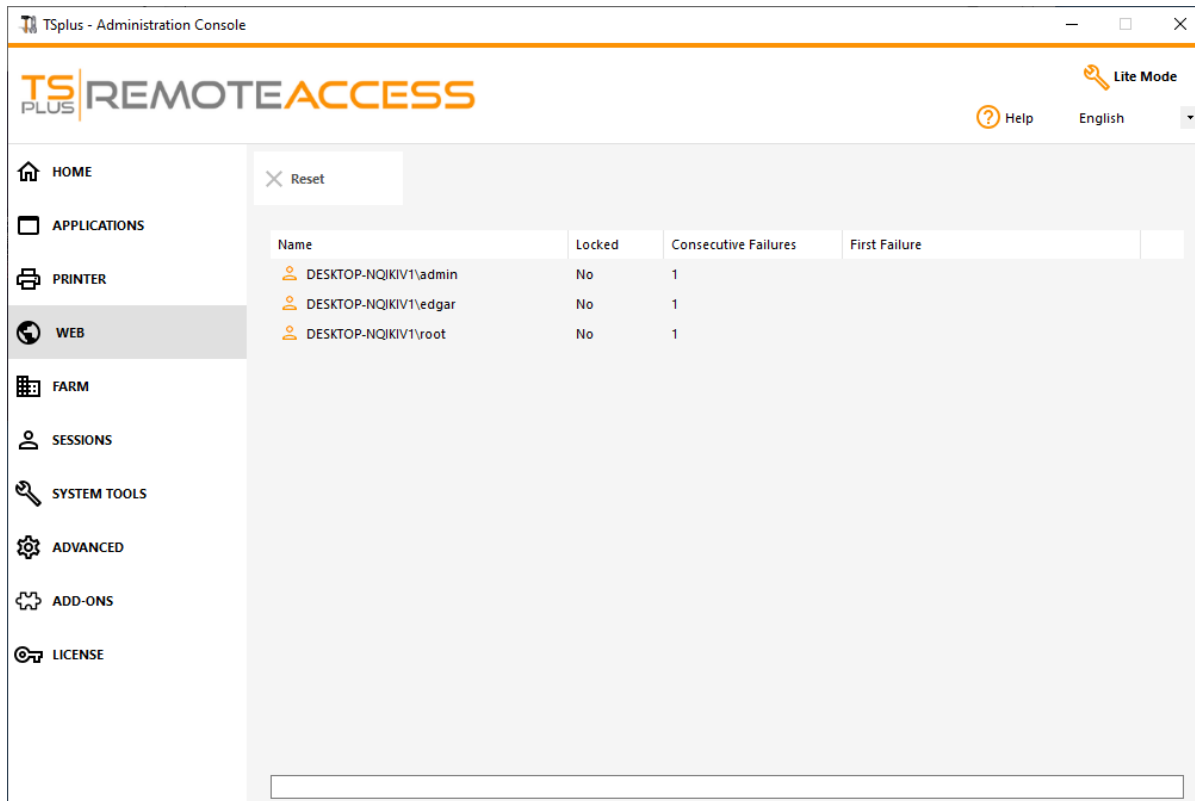 TSplus - Administration Console
TS PLUS REMOTEACCESS
Lite Mode
Help English
HOME
APPLICATIONS
PRINTER
WEB
FARM
SESSIONS
SYSTEM TOOLS
ADVANCED
ADD-ONS
LICENSE
Reset
Name Locked Consecutive Failures First Failure
DESKTOP-NQIKIV1\admin No 1
DESKTOP-NQIKIV1\edgar No 1
DESKTOP-NQIKIV1\root No 1